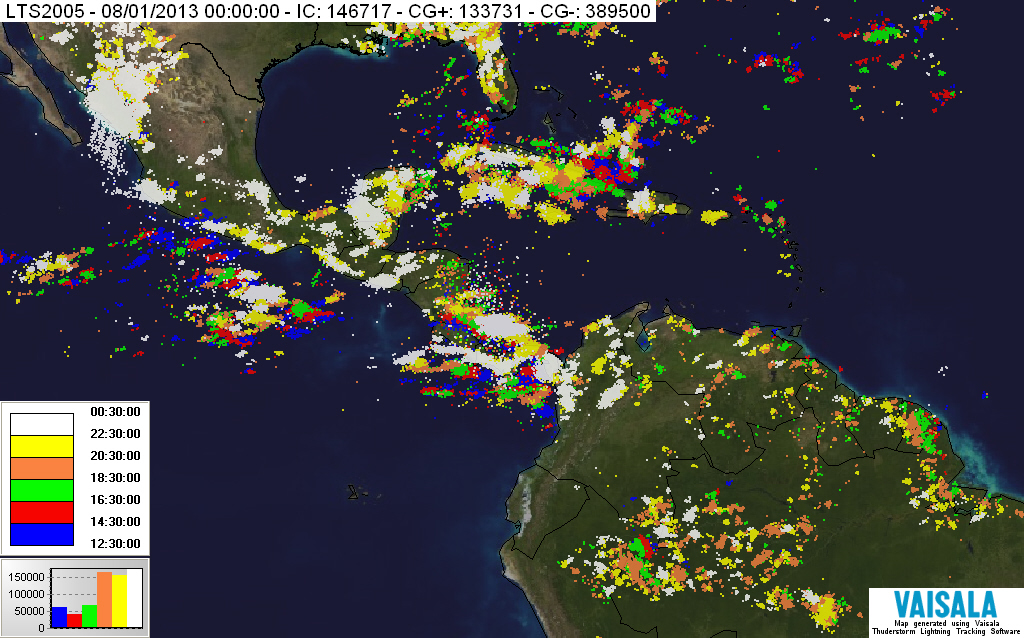 LTS2005 - 08/01/2013 00:00:00 - IC: 146717 - CG+: 133731 - CG-: 389500
00:30:00
22:30:00
20:30:00
18:30:00
16:30:00
14:30:00
12:30:00
150000
100000
50000
0
VAISALA
Map generated using Vaisala
Thunderstorm Lightning Tracking Software